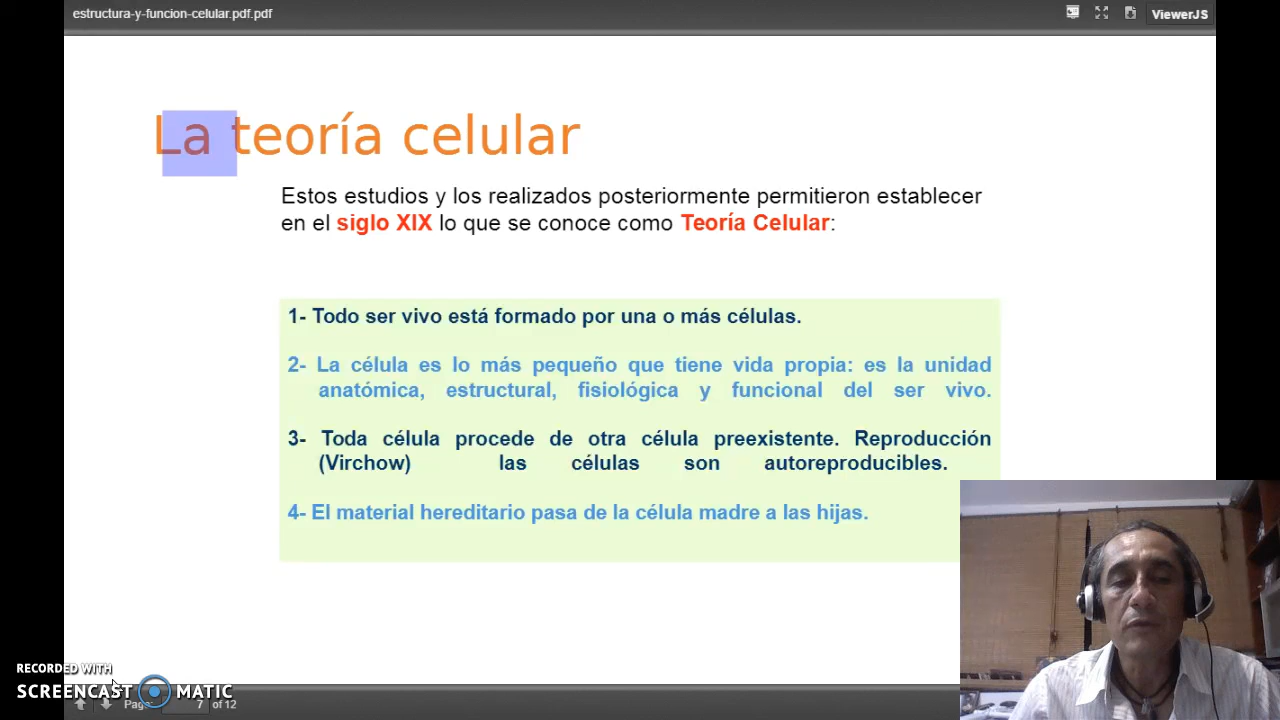 estructura-y-funcion-celular.pdf.pdf
ViewerJS
La teoría celular
Estos estudios y los realizados posteriormente permitieron establecer
en el siglo XIX lo que se conoce como Teoría Celular:
1- Todo ser vivo está formado por una o más células.
2- La célula es lo más pequeño que tiene vida propia: es la unidad
anatómica, estructural, fisiológica y funcional del ser vivo.
3- Toda célula procede de otra célula preexistente. Reproducción
(Virchow) las células son autoreproducibles.
4- El material hereditario pasa de la célula madre a las hijas.
RECORDED WITH
SCREENCAST MATIC
Page: 7 of 12